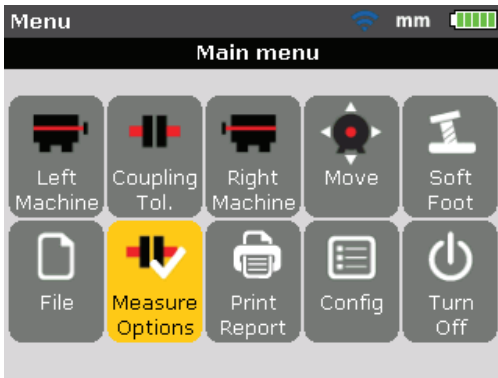 Menu mm
Main menu
Left Machine
Coupling Tol.
Right Machine
Move
Soft Foot
File
Measure Options
Print Report
Config
Turn Off